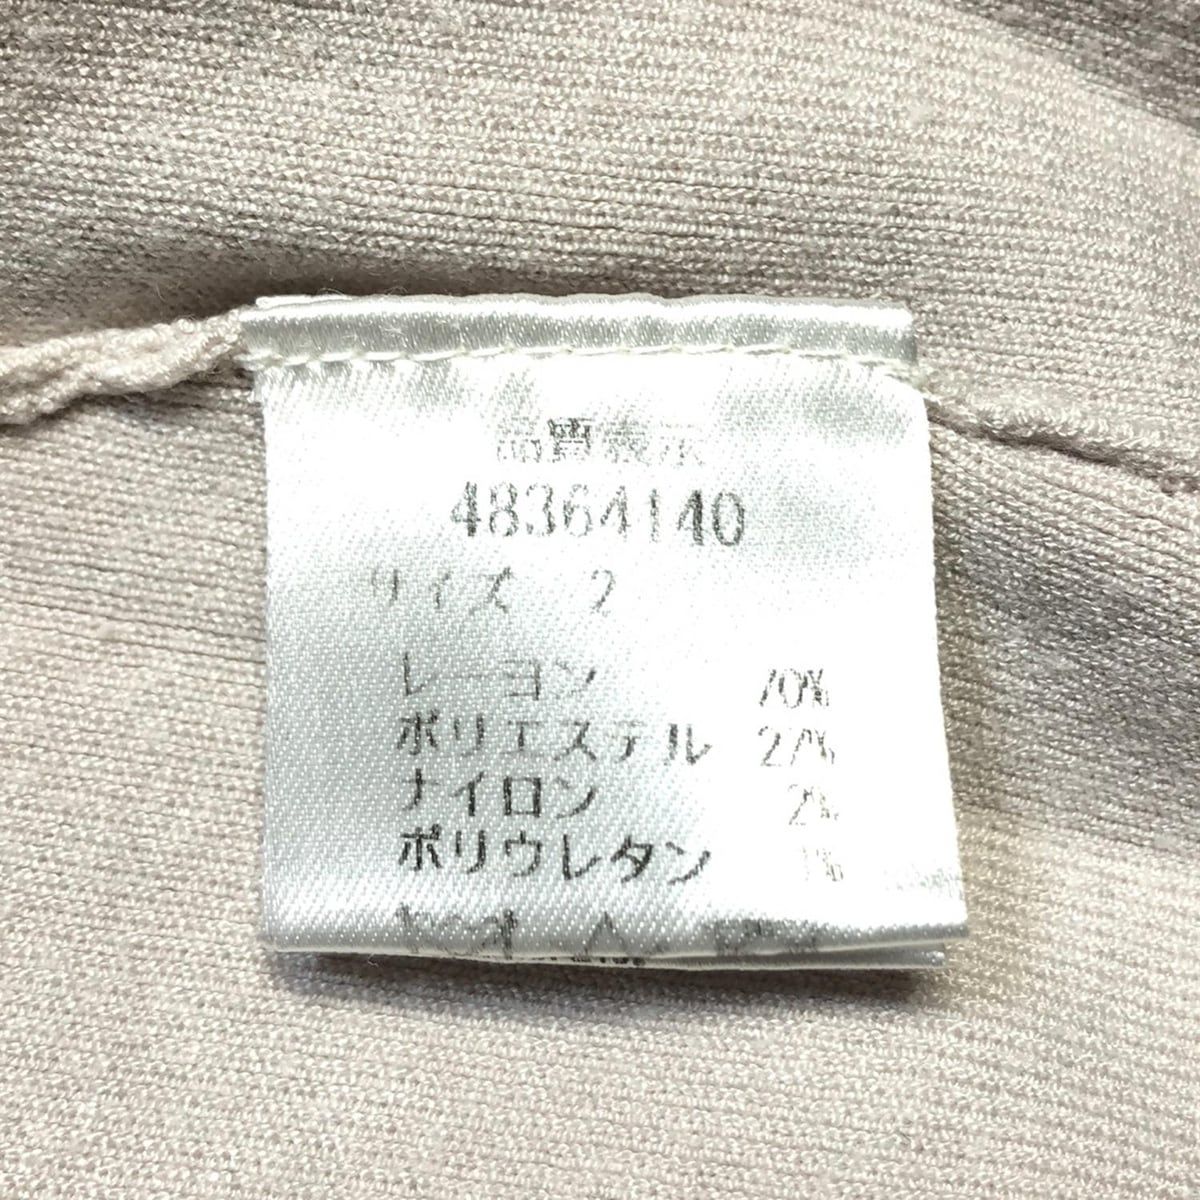 品質表示
48364140
サイズ 2
レーヨン 70%
ポリエステル 27%
ナイロン 2%
ポリウレタン 1%